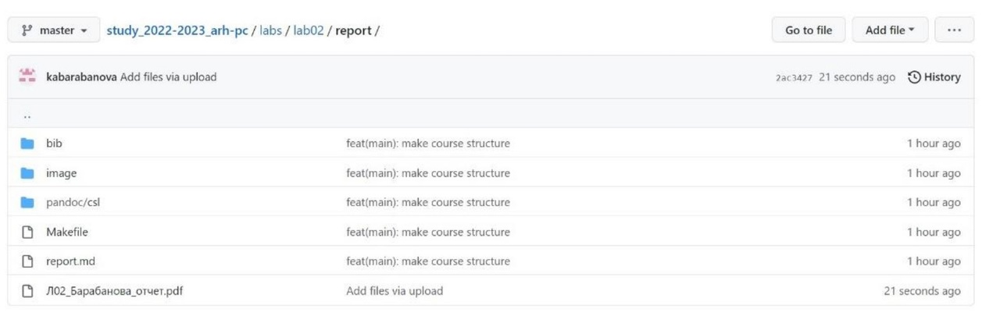 master study_2022-2023_arh-pc / labs / lab02 / report / Go to file Add file ...
kabarabanova Add files via upload 2ac3427 21 seconds ago History
..
bib feat(main): make course structure 1 hour ago
image feat(main): make course structure 1 hour ago
pandoc/csl feat(main): make course structure 1 hour ago
Makefile feat(main): make course structure 1 hour ago
report.md feat(main): make course structure 1 hour ago
Л02_Барабанова_отчет.pdf Add files via upload 21 seconds ago